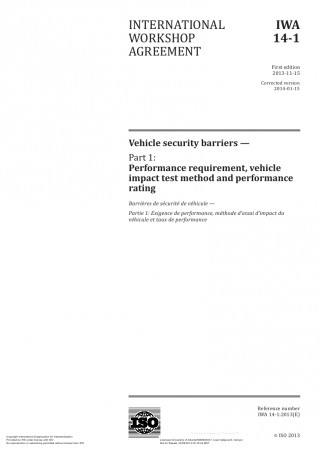 INTERNATIONAL
WORKSHOP
AGREEMENT
IWA
14-1
First edition
2013-11-15
Corrected version
2014-01-15
Vehicle security barriers —
Part 1:
Performance requirement, vehicle
impact test method and performance
rating
Barrières de sécurité de véhicule —
Partie 1: Exigence de performance, méthode d'essai d'impact du
véhicule et taux de performance
ISO
Reference number
IWA 14-1:2013(E)
© ISO 2013